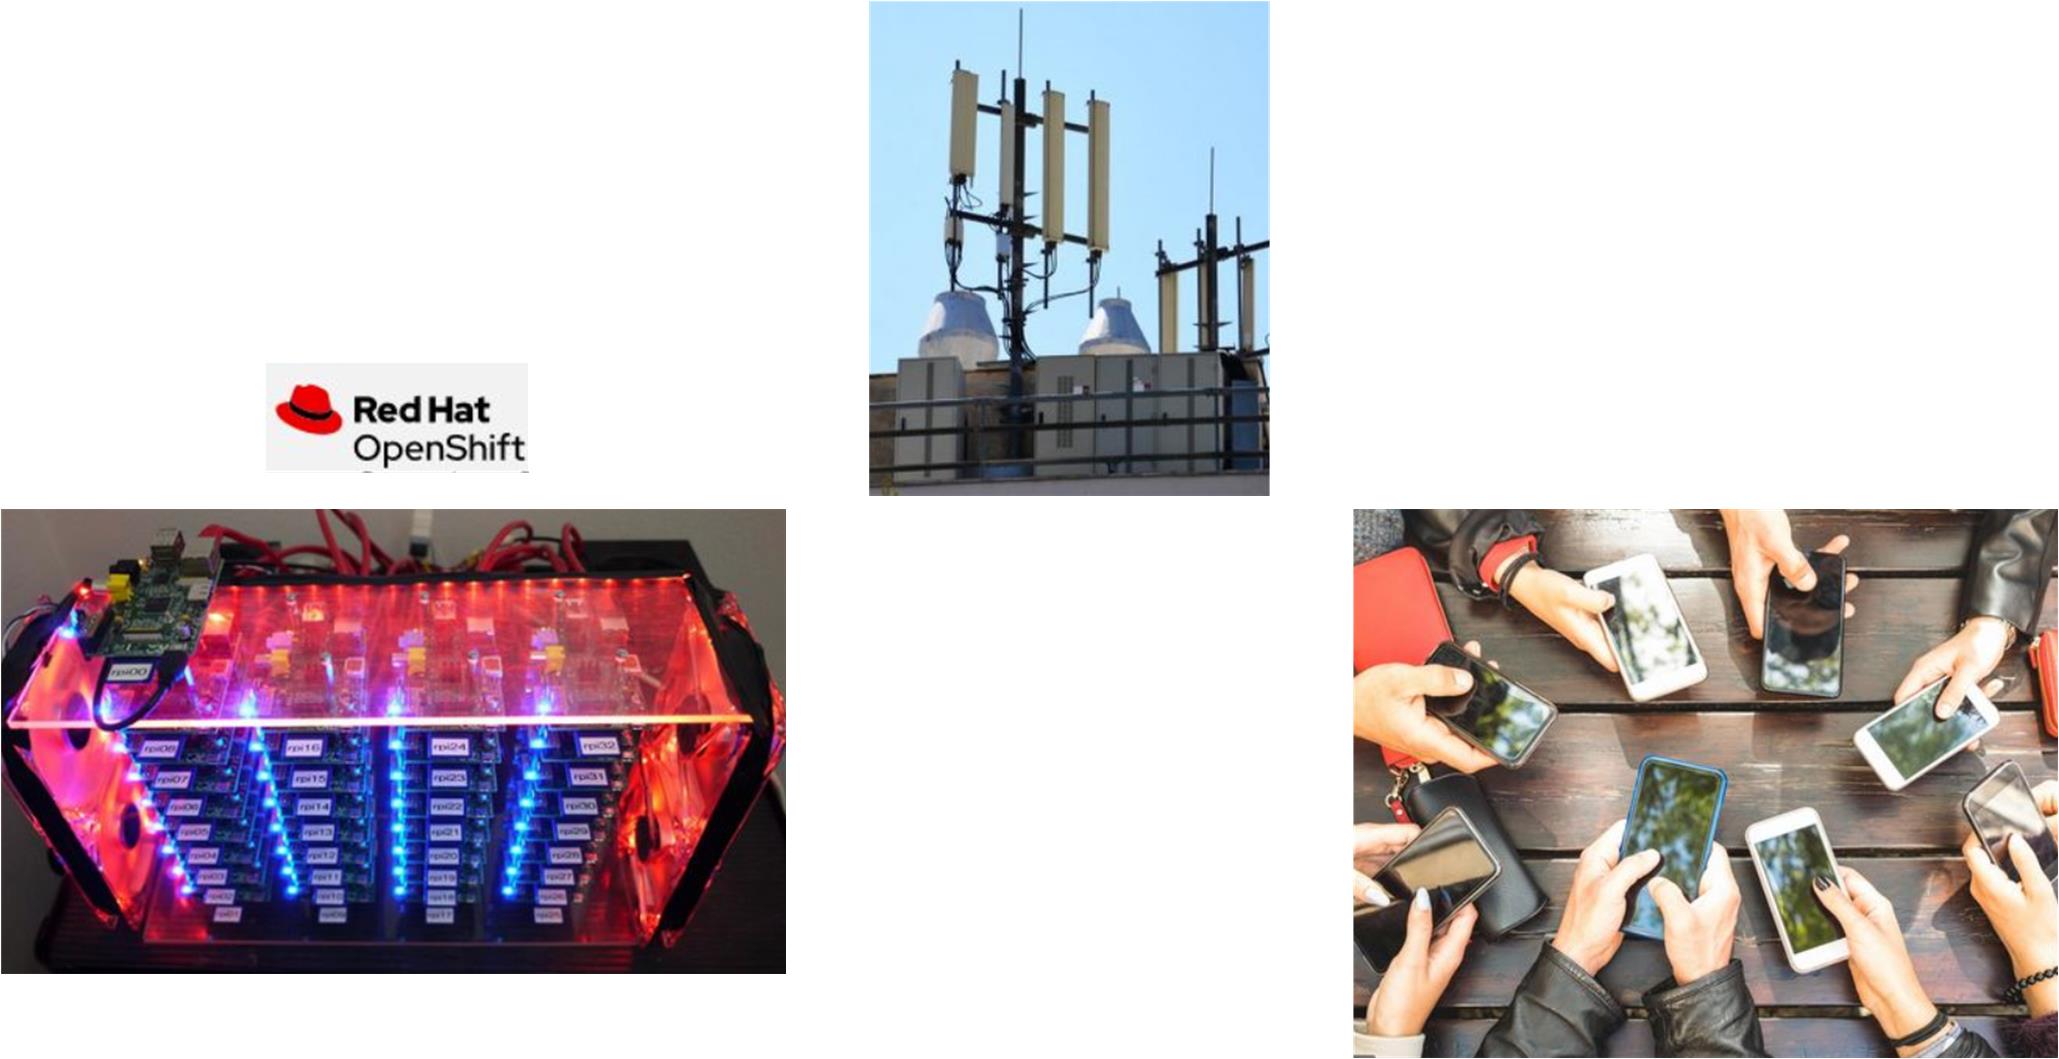 Red Hat
OpenShift
rpi00
rpi08 rpi16 rpi24 rpi32
rpi07 rpi15 rpi23 rpi31
rpi06 rpi14 rpi22 rpi30
rpi05 rpi13 rpi21 rpi29
rpi04 rpi12 rpi20 rpi28
rpi03 rpi11 rpi19 rpi27
rpi02 rpi10 rpi18 rpi26
rpi01 rpi09 rpi17 rpi25